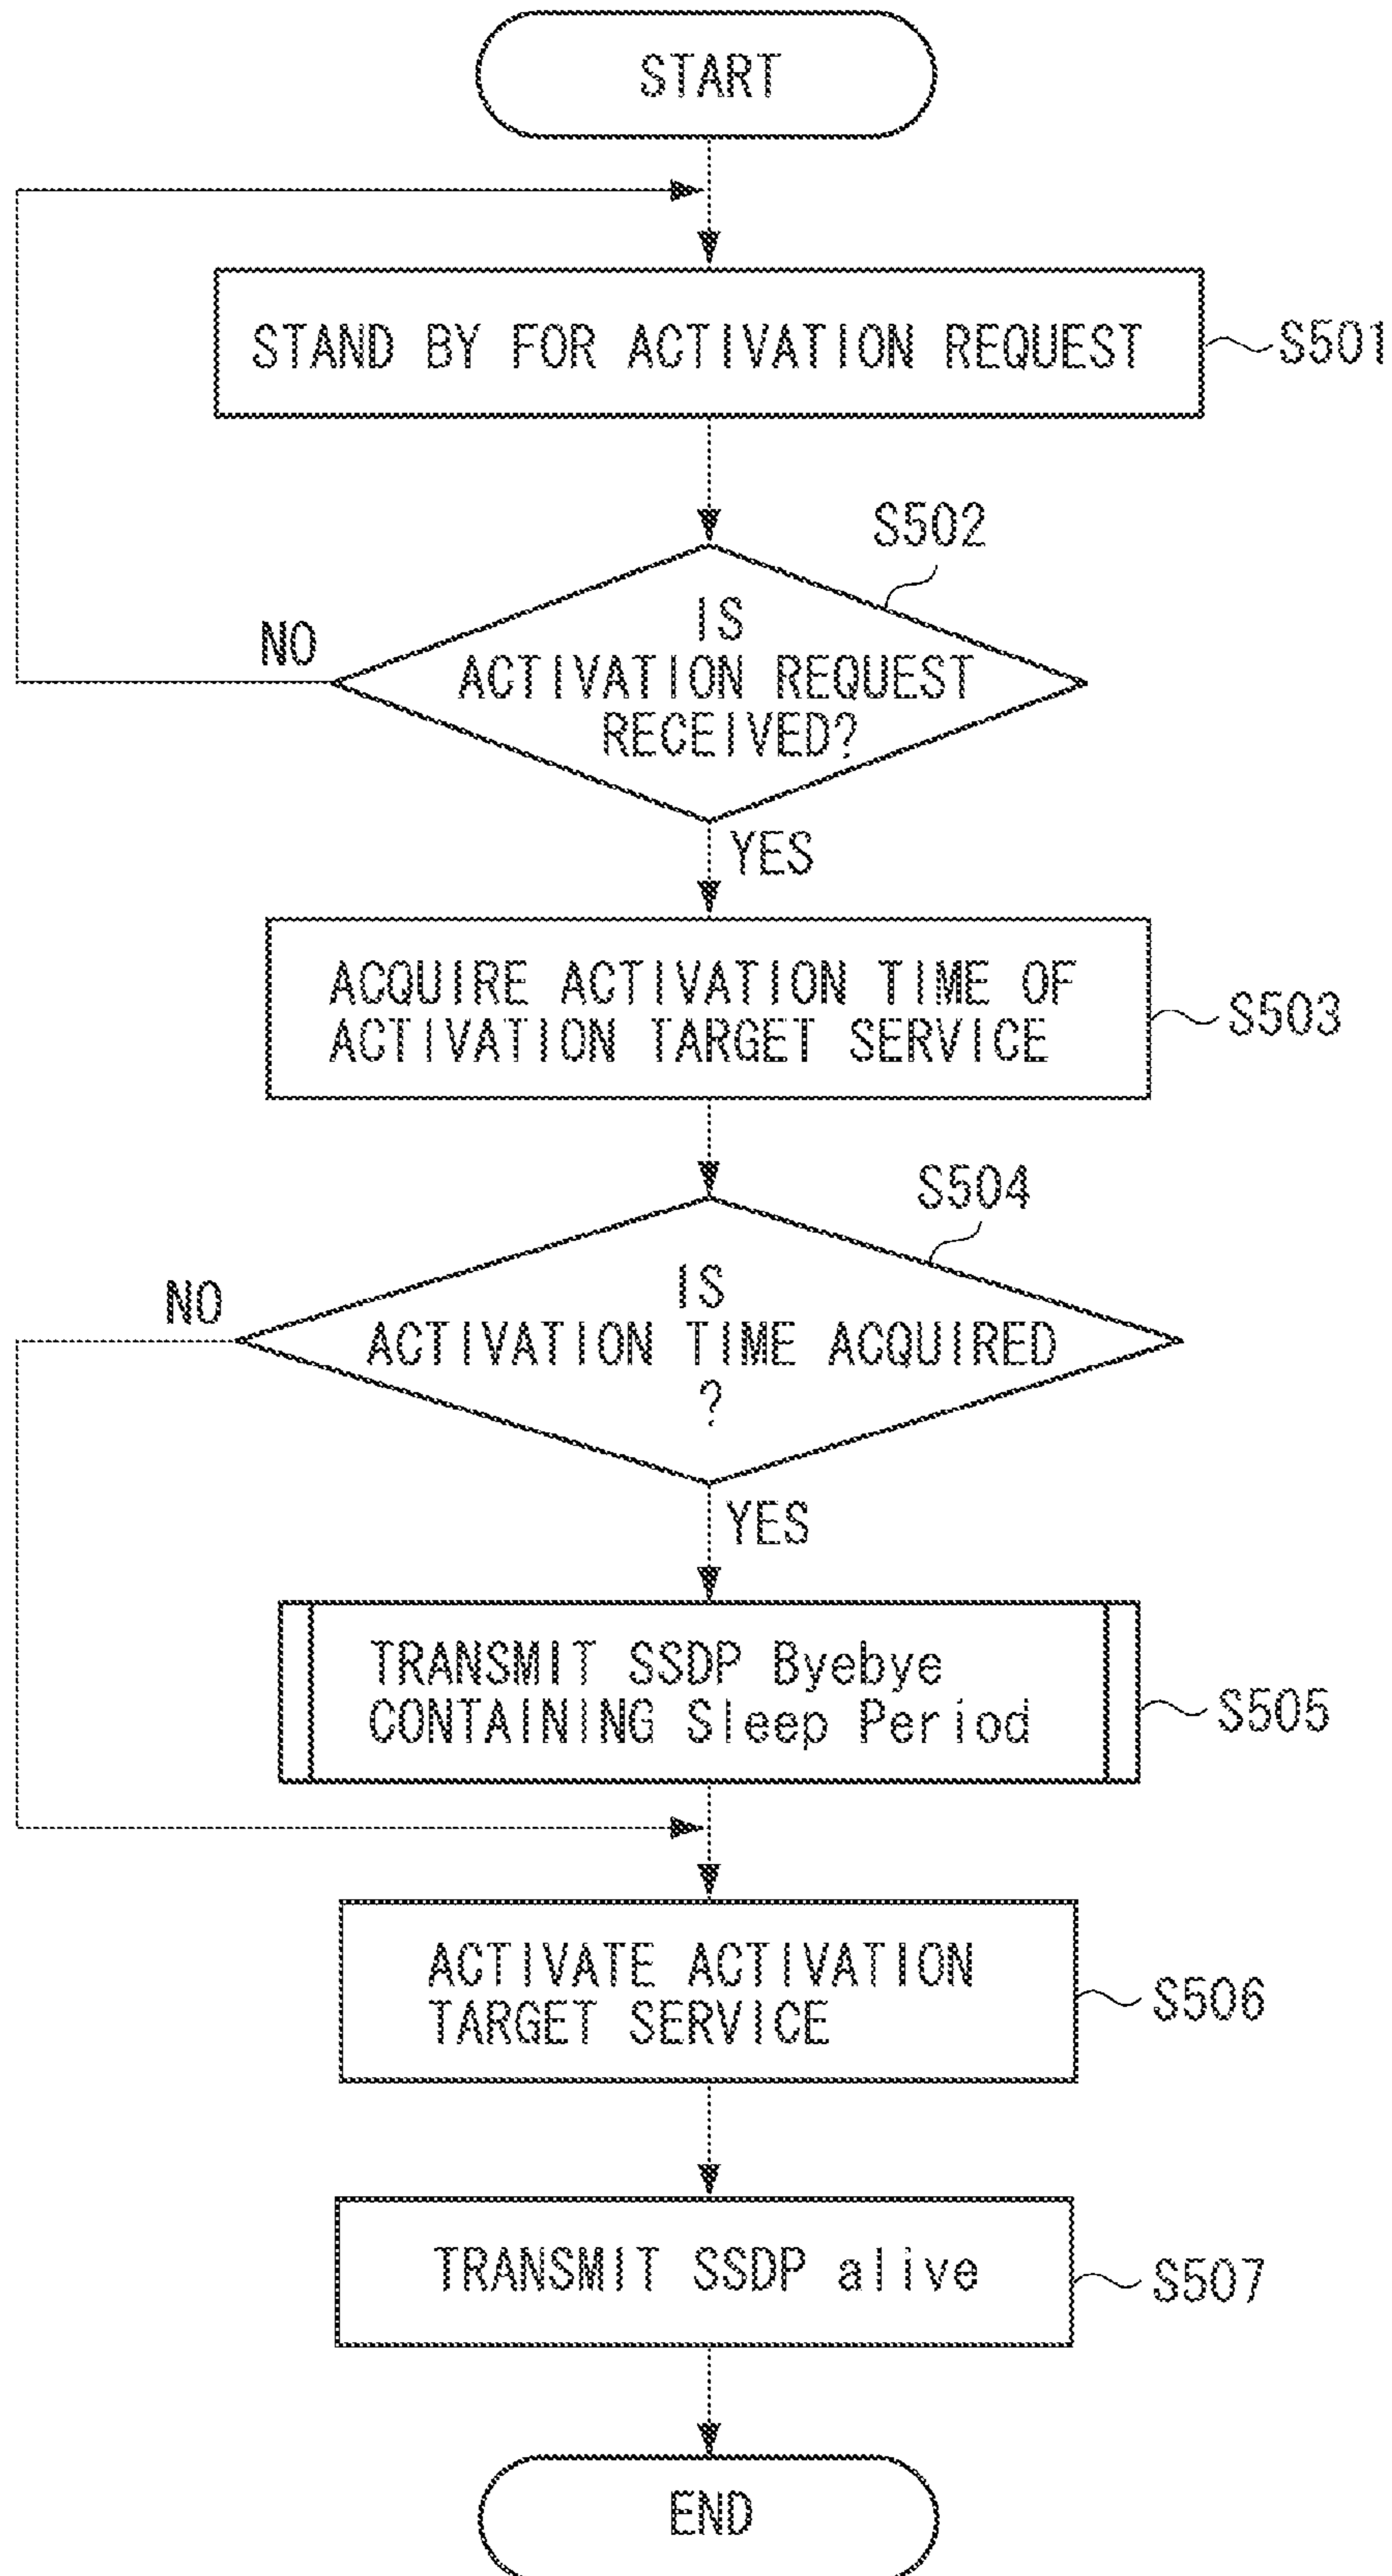 START
STAND BY FOR ACTIVATION REQUEST
S501
S502
IS
ACTIVATION REQUEST
RECEIVED?
NO
YES
ACQUIRE ACTIVATION TIME OF
ACTIVATION TARGET SERVICE
S503
S504
IS
ACTIVATION TIME ACQUIRED
?
NO
YES
TRANSMIT SSDP Byebye
CONTAINING Sleep Period
S505
ACTIVATE ACTIVATION
TARGET SERVICE
S506
TRANSMIT SSDP alive
S507
END